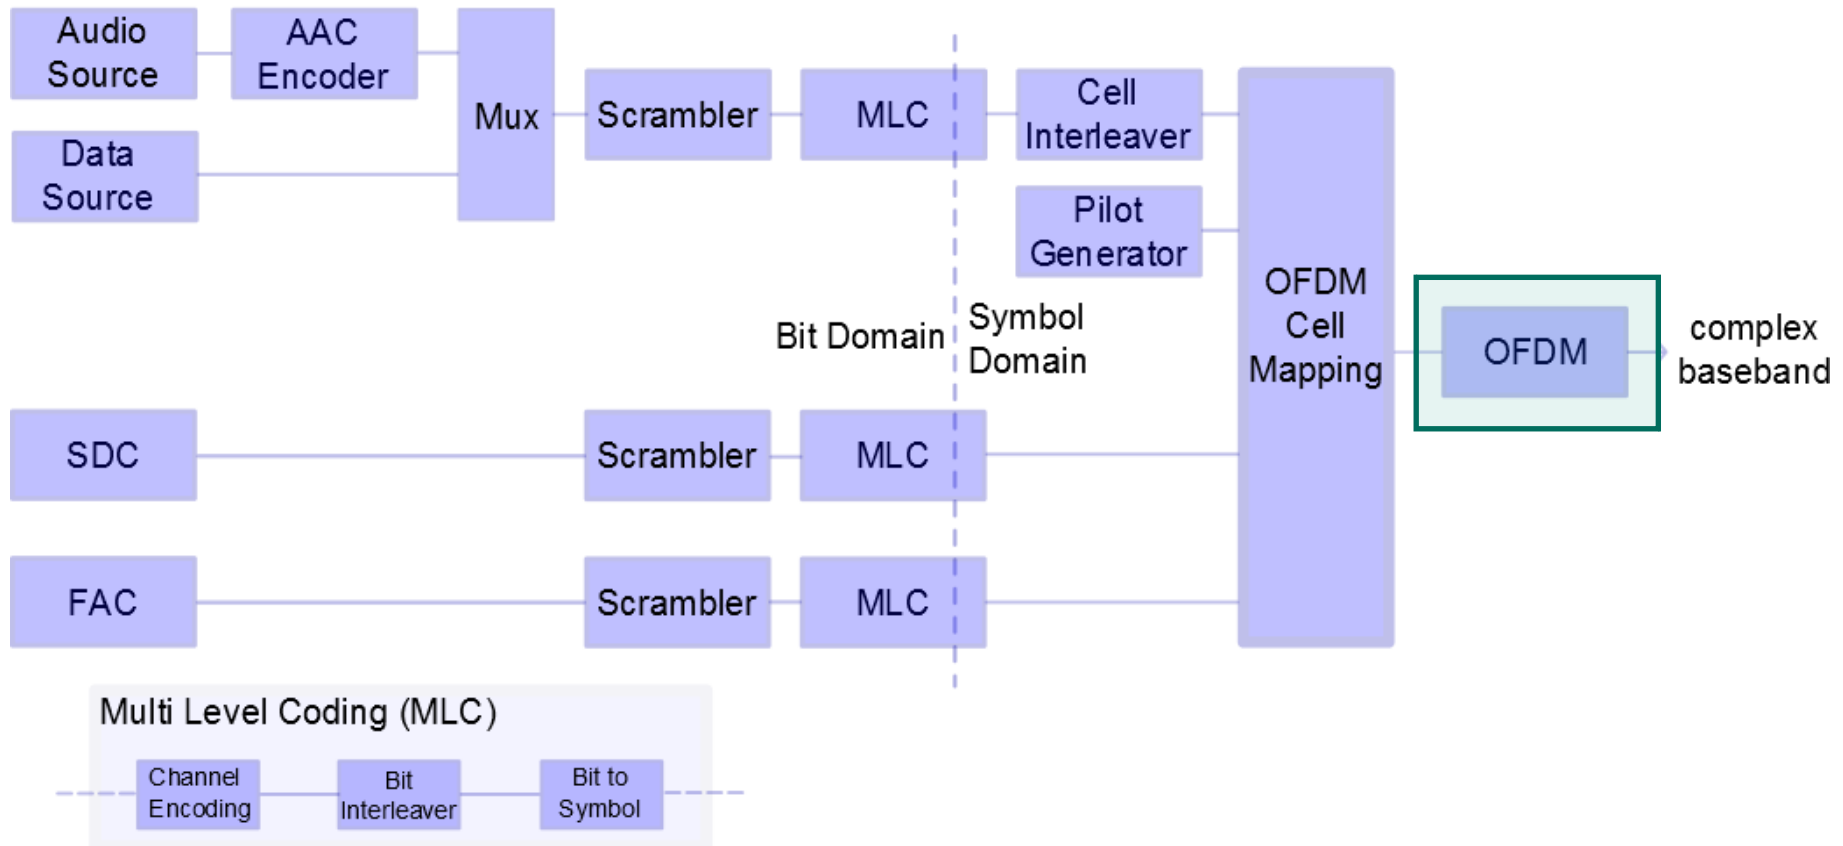 Audio
Source
AAC
Encoder
Data
Source
Mux
Scrambler
MLC
Cell
Interleaver
Pilot
Generator
Bit Domain
Symbol
Domain
OFDM
Cell
Mapping
OFDM
complex
baseband
SDC
Scrambler
MLC
FAC
Scrambler
MLC
Multi Level Coding (MLC)
Channel
Encoding
Bit
Interleaver
Bit to
Symbol